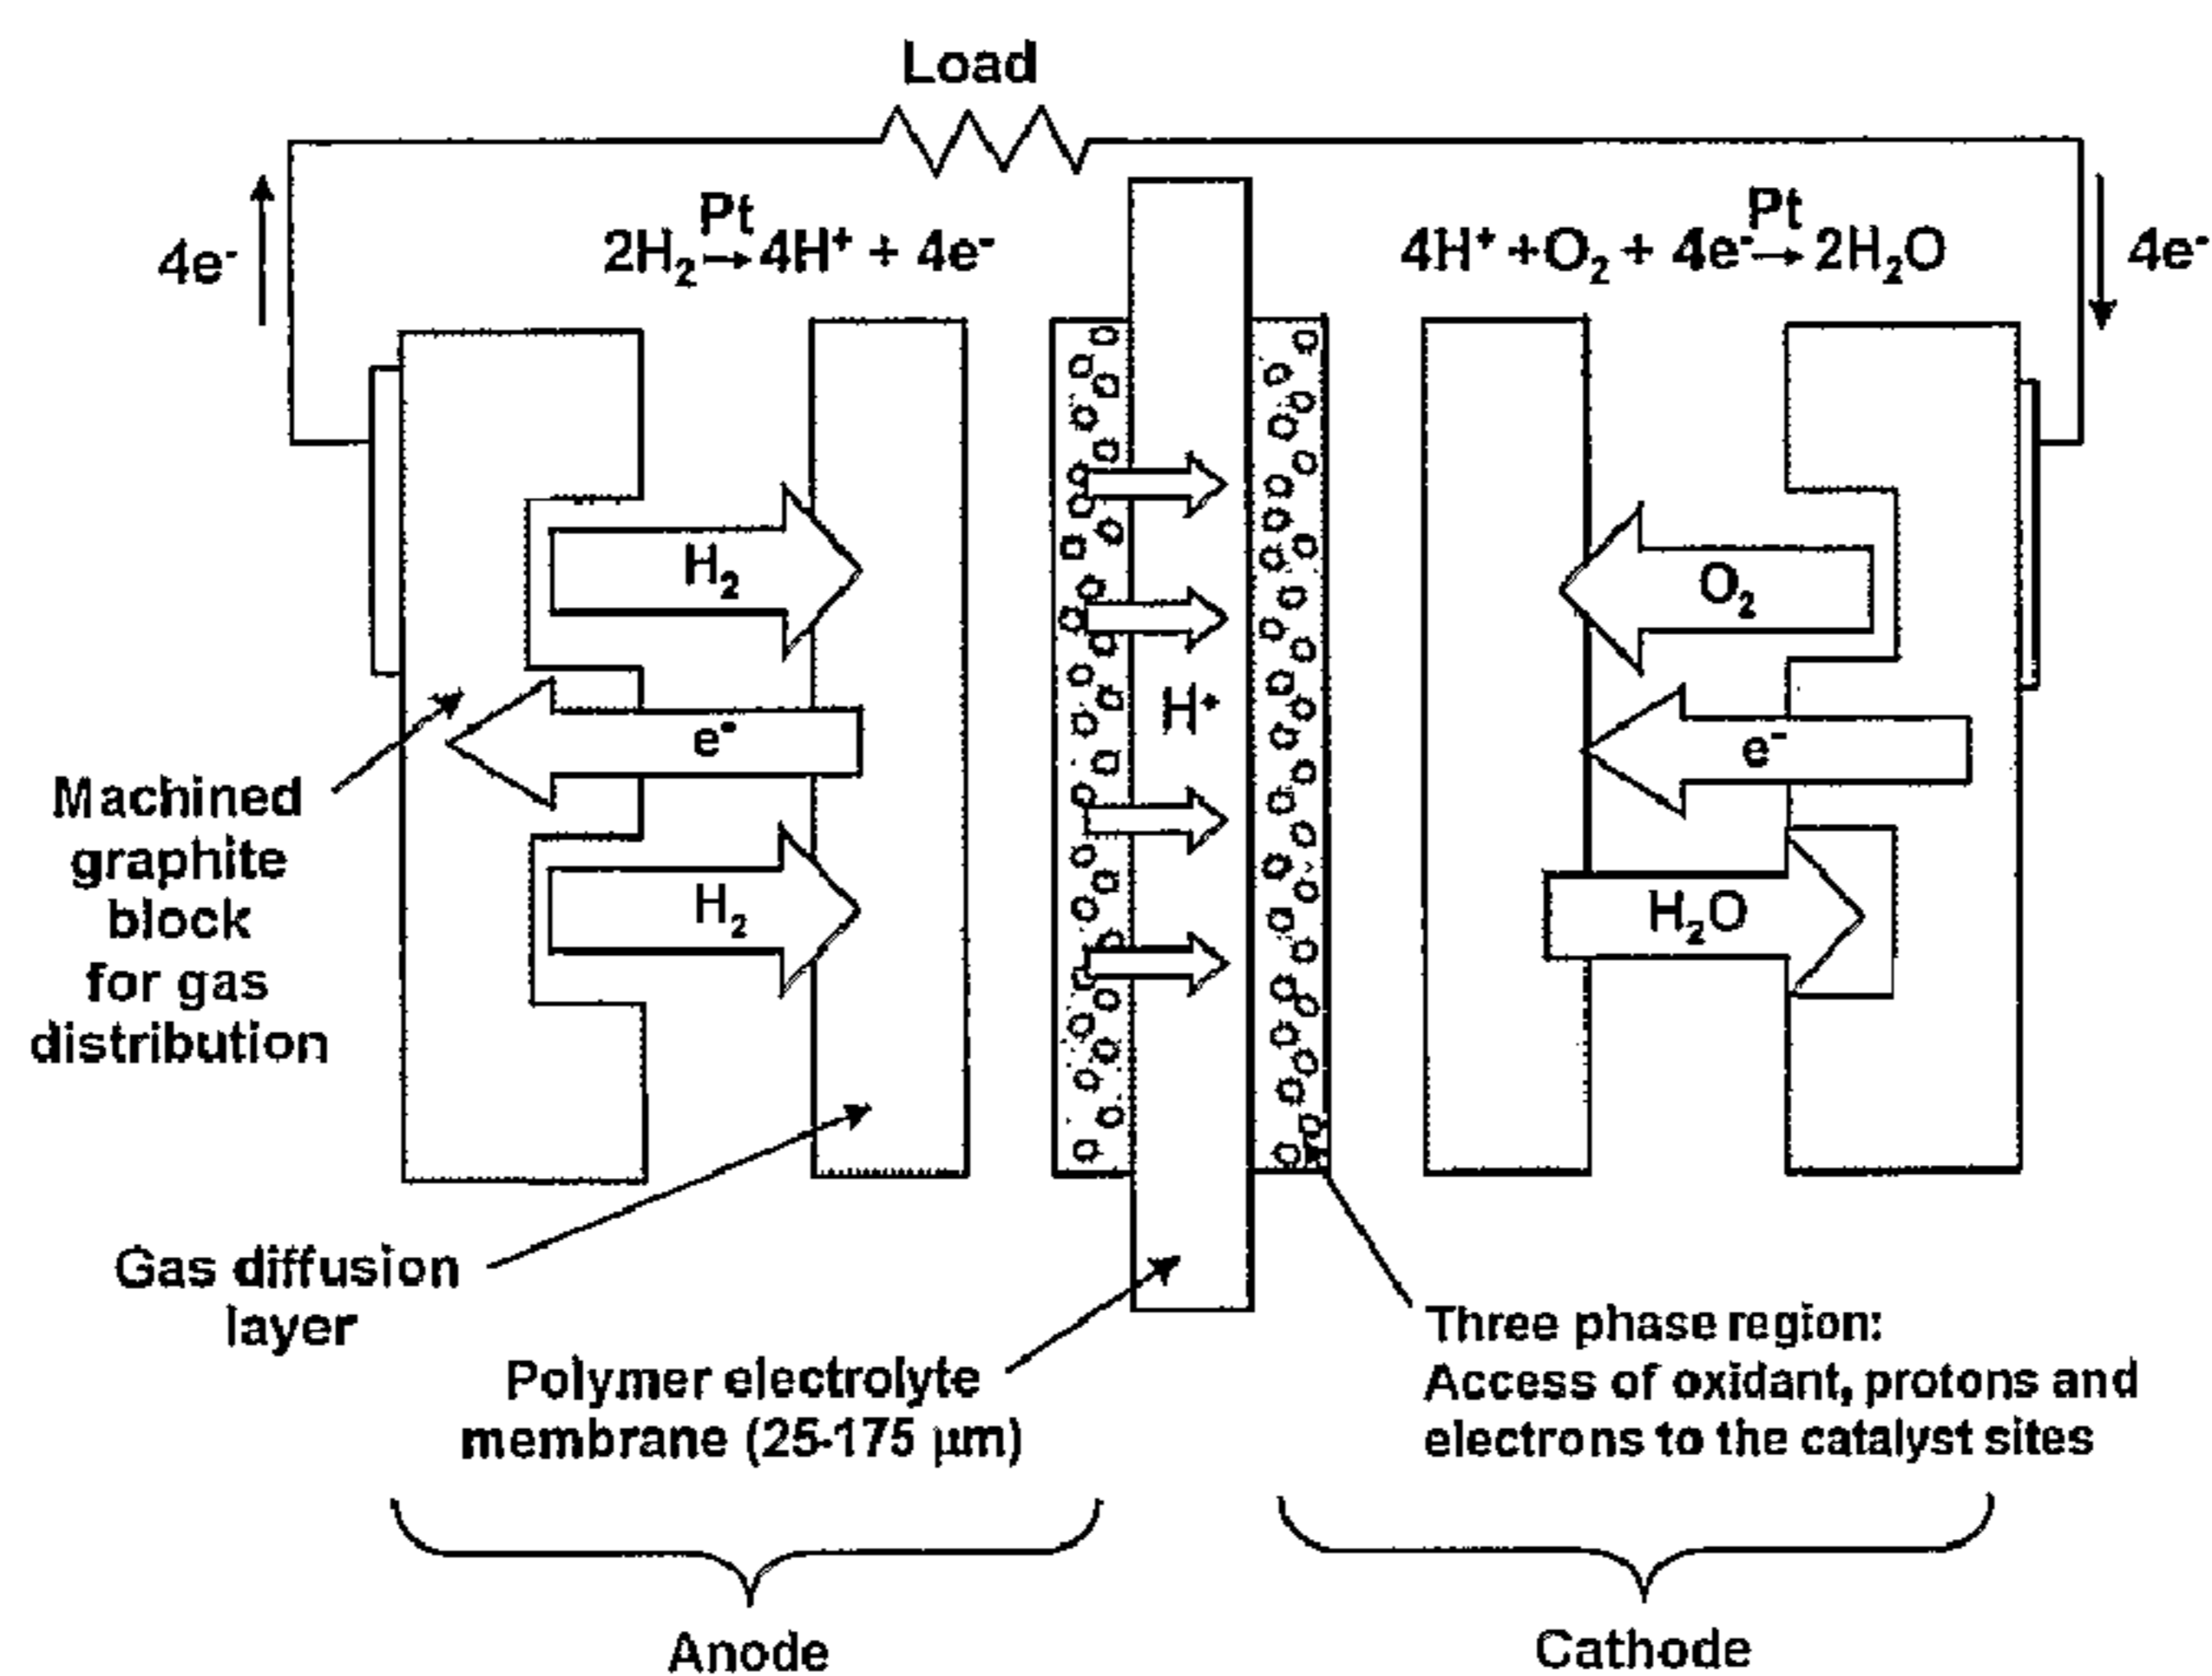 Load
Pt
2H₂ → 4H⁺ + 4e⁻
Pt
4H⁺ +O₂ + 4e⁻ → 2H₂O
4e⁻
4e⁻
H₂
O₂
H⁺
e⁻
e⁻
H₂
H₂O
Machined
graphite
block
for gas
distribution
Gas diffusion
layer
Polymer electrolyte
membrane (25-175 μm)
Three phase region:
Access of oxidant, protons and
electrons to the catalyst sites
Anode
Cathode